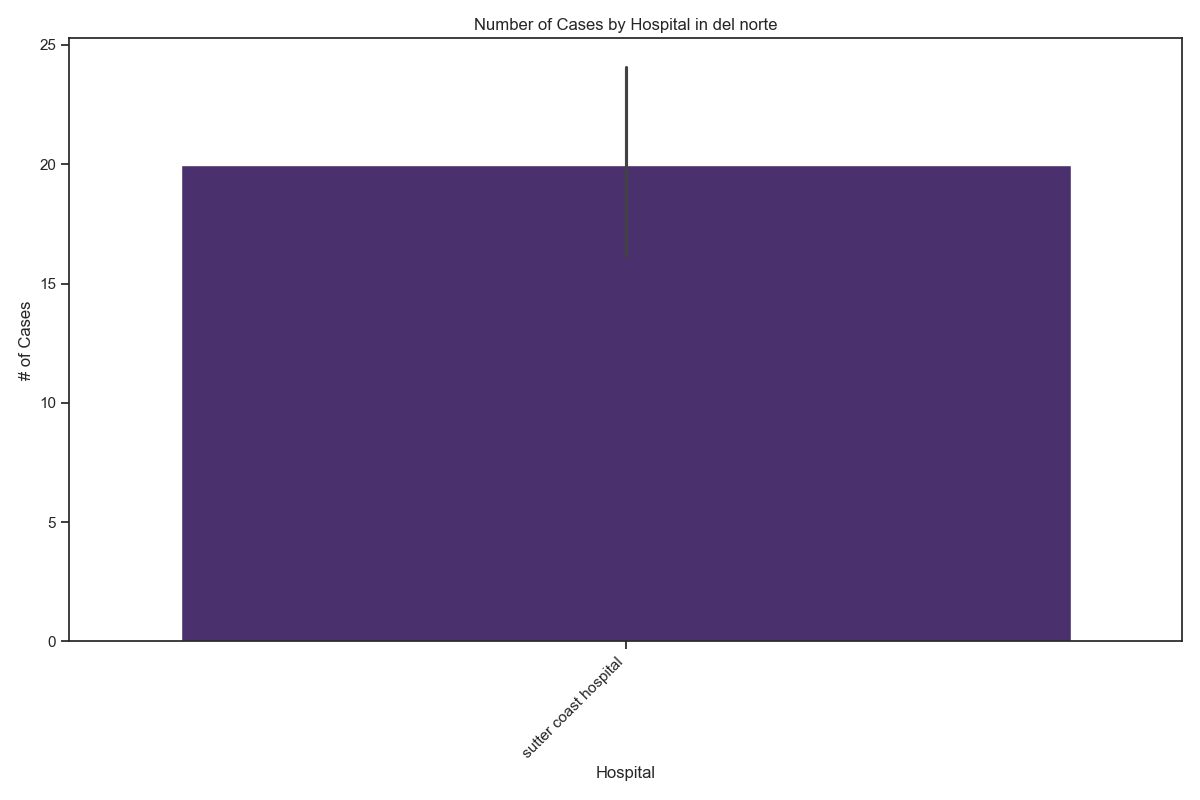 Number of Cases by Hospital in del norte
25
20
15
10
5
0
# of Cases
sutter coast hospital
Hospital